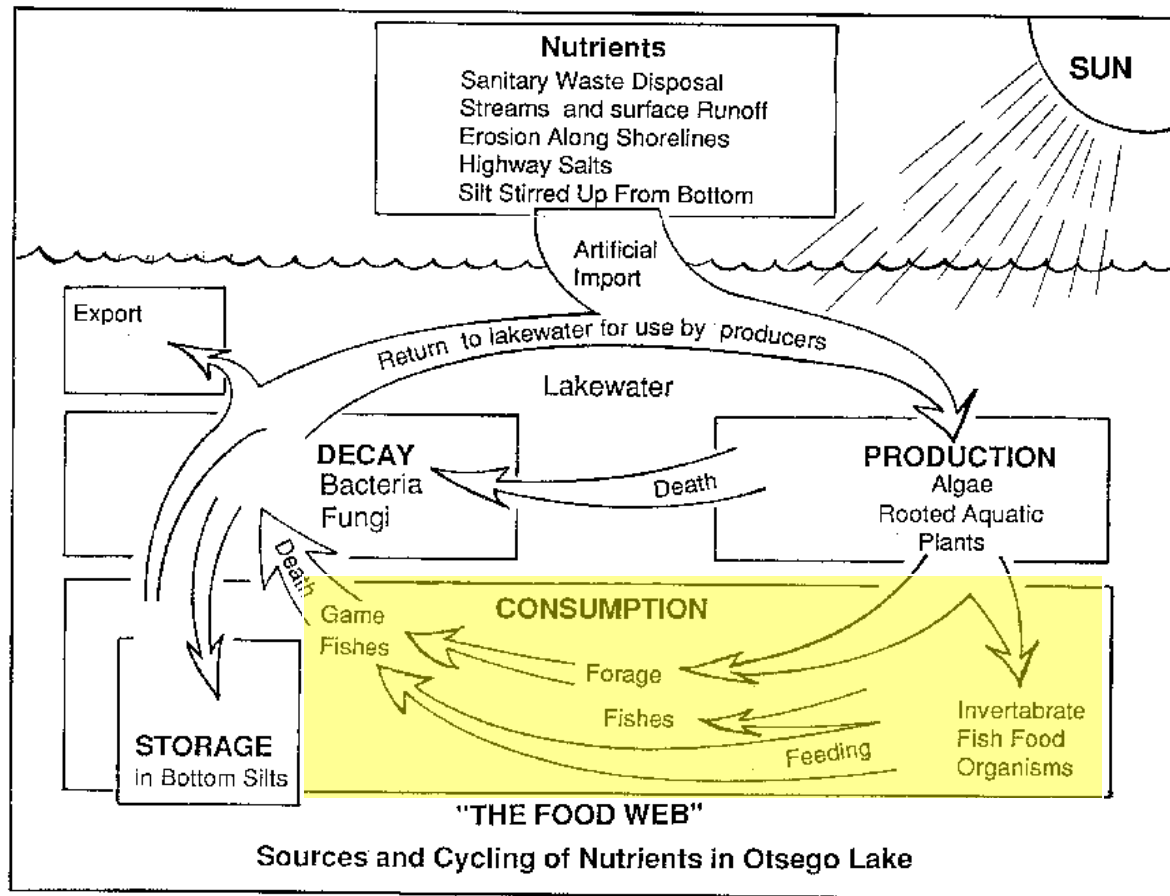 Nutrients
Sanitary Waste Disposal
Streams and surface Runoff
Erosion Along Shorelines
Highway Salts
Silt Stirred Up From Bottom
SUN
Artificial
Import
Export
Return to lakewater for use by producers
Lakewater
DECAY
Bacteria
Fungi
Death
PRODUCTION
Algae
Rooted Aquatic
Plants
Death
CONSUMPTION
Game
Fishes
Forage
Fishes
Feeding
Invertabrate
Fish Food
Organisms
STORAGE
in Bottom Silts
"THE FOOD WEB"
Sources and Cycling of Nutrients in Otsego Lake